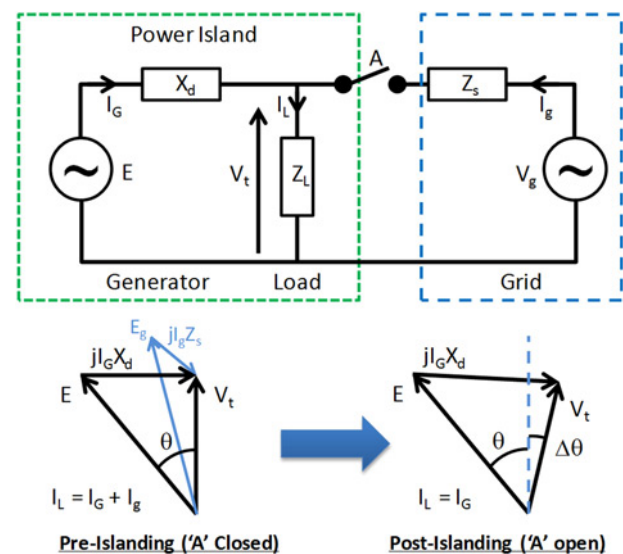 Power Island
A
I_G
X_d
I_L
Z_s
I_g
E
V_t
Z_L
V_g
Generator
Load
Grid
E_g
jI_gZ_s
jI_GX_d
E
V_t
θ
I_L = I_G + I_g
Pre-Islanding ('A' Closed)
jI_GX_d
E
V_t
θ
Δθ
I_L = I_G
Post-Islanding ('A' open)